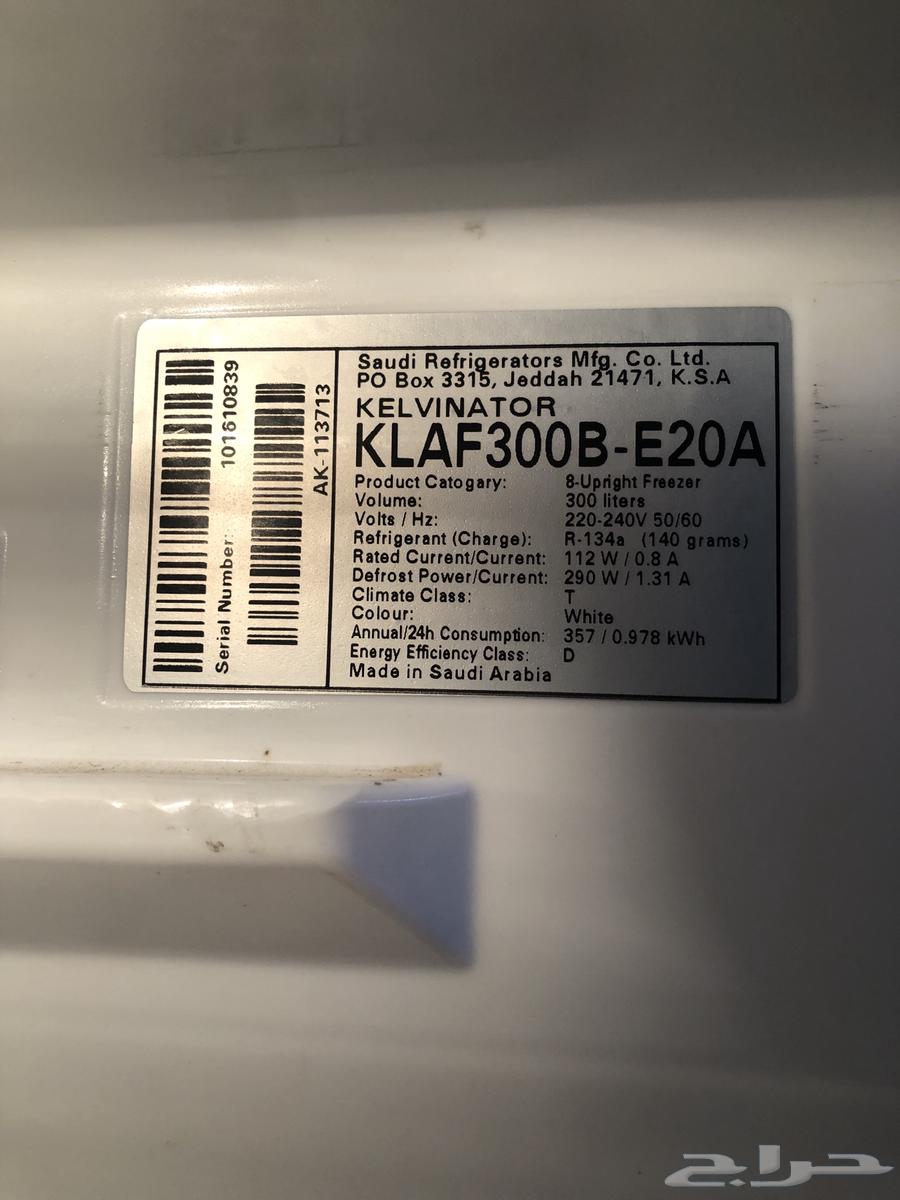 Saudi Refrigerators Mfg. Co. Ltd.
PO Box 3315, Jeddah 21471, K.S.A
KELVINATOR
KLAF300B-E20A
Product Catogary: 8-Upright Freezer
Volume: 300 liters
Volts / Hz: 220-240V 50/60
Refrigerant (Charge): R-134a (140 grams)
Rated Current/Current: 112 W / 0.8 A
Defrost Power/Current: 290 W / 1.31 A
Climate Class: T
Colour: White
Annual/24h Consumption: 357 / 0.978 kWh
Energy Efficiency Class: D
Made in Saudi Arabia
Serial Number: 101610839
AK-113713
حراج